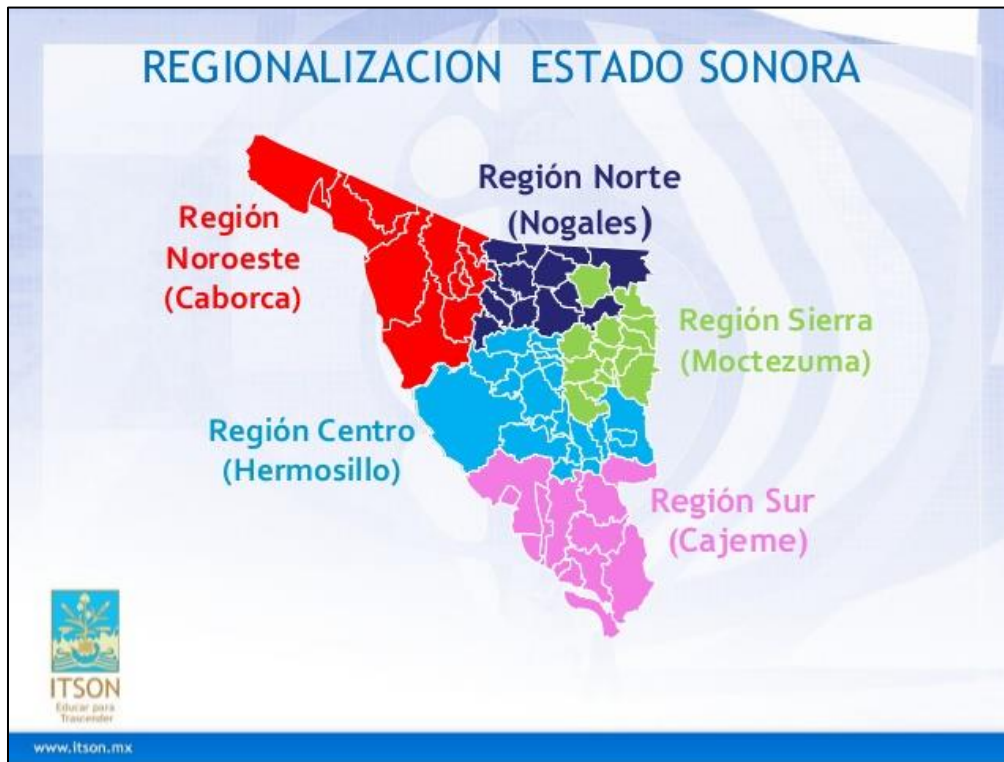 REGIONALIZACION ESTADO SONORA
Región Norte
(Nogales)
Región
Noroeste
(Caborca)
Región Sierra
(Moctezuma)
Región Centro
(Hermosillo)
Región Sur
(Cajeme)
ITSON
Educar para
Trascender
www.itson.mx